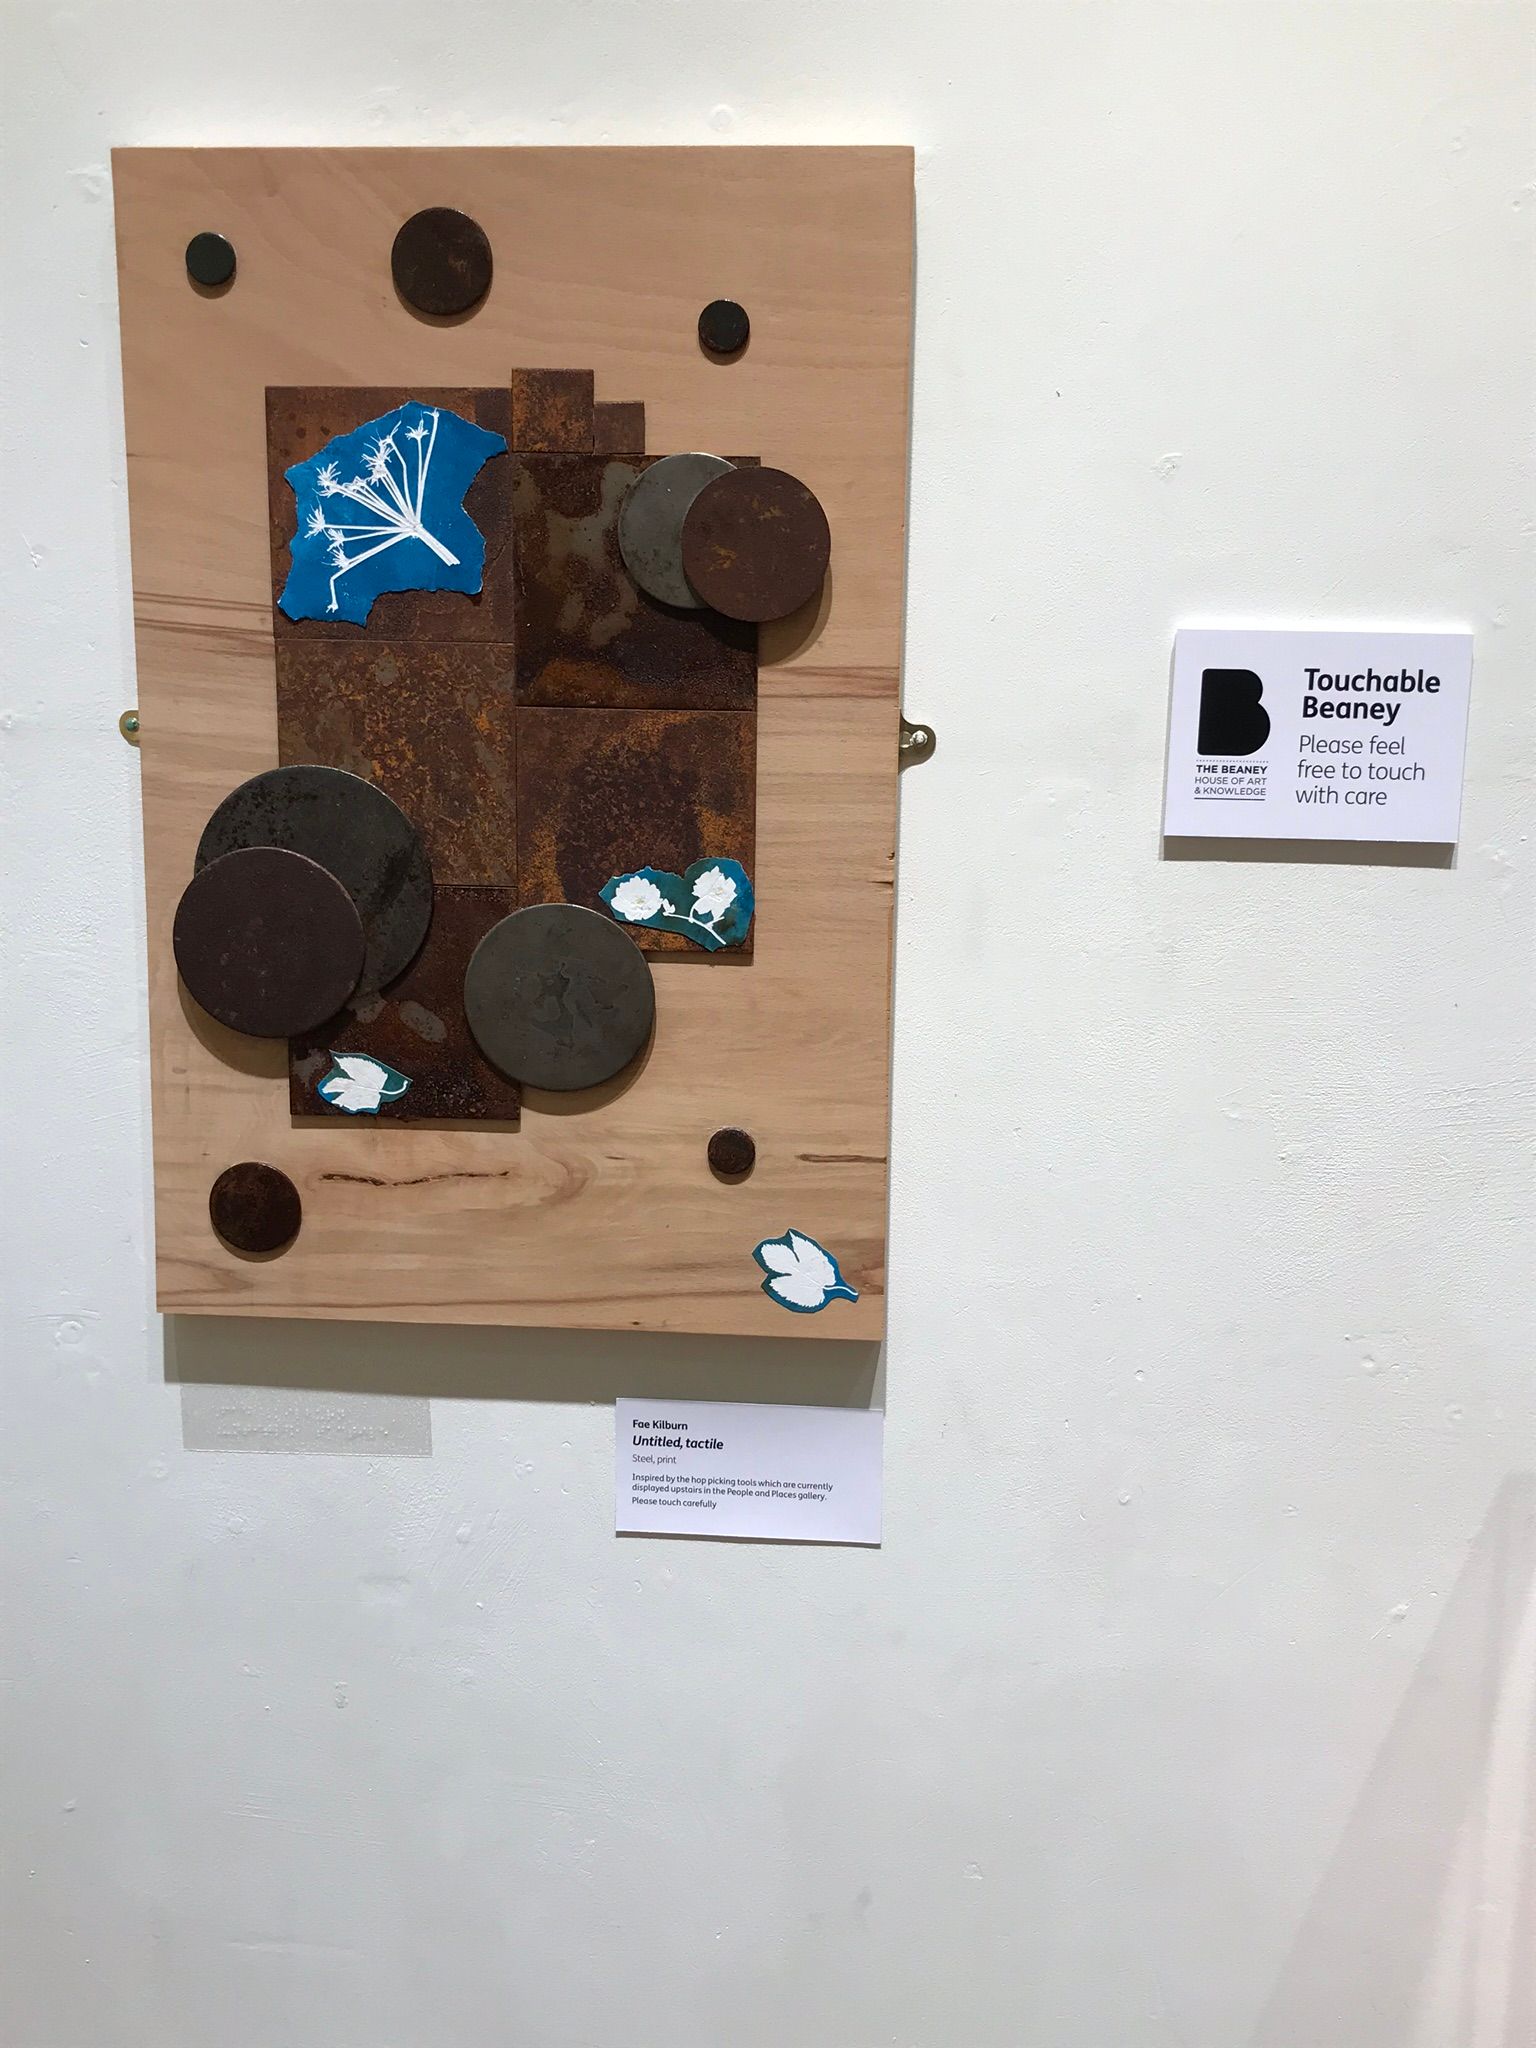 Touchable
Beaney
Please feel
free to touch
with care
B
THE BEANEY
HOUSE OF ART
& KNOWLEDGE
Fae Kilburn
Untitled, tactile
Steel, print
Inspired by the hop picking tools which are currently
displayed upstairs in the People and Places gallery.
Please touch carefully